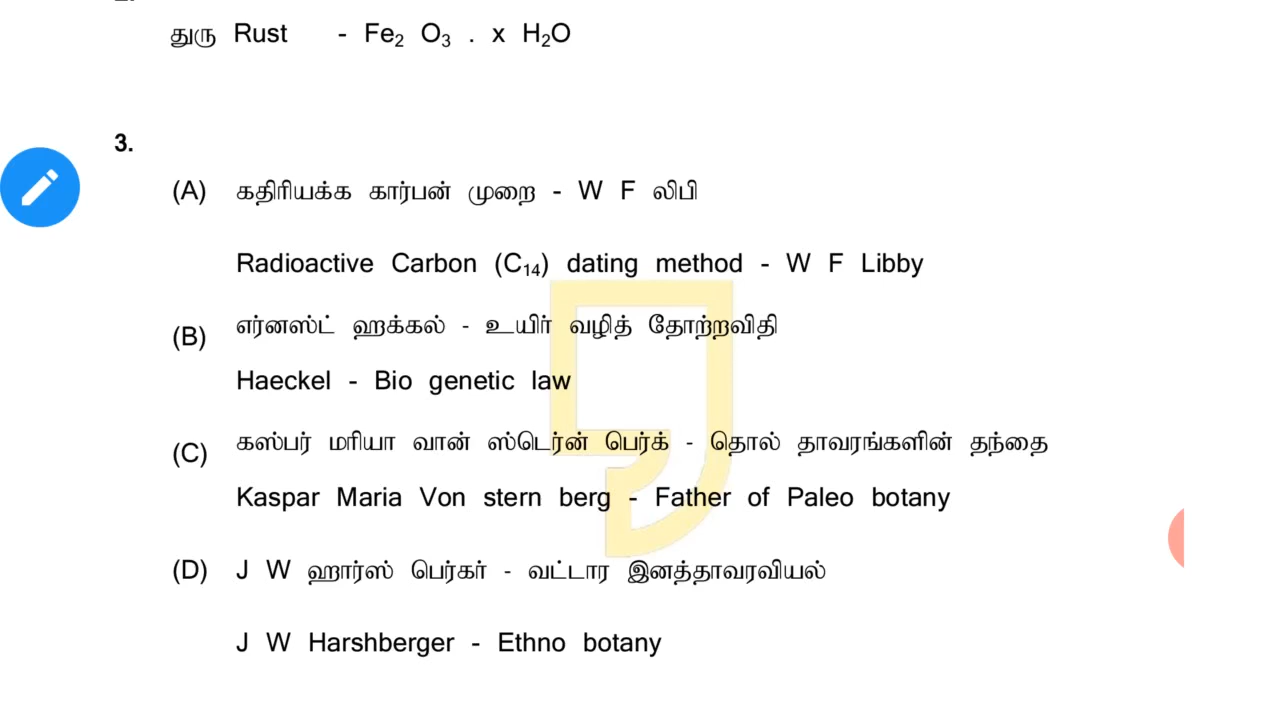 துரு Rust - Fe₂ O₃ . x H₂O
3.
(A) கதிரியக்க கார்பன் முறை - W F லிபி
Radioactive Carbon (C₁₄) dating method - W F Libby
(B) எர்னஸ்ட் ஹக்கல் - உயிர் வழித் தோற்றவிதி
Haeckel - Bio genetic law
(C) கஸ்பர் மரியா வான் ஸ்டெர்ன் பெர்க் - தொல் தாவரங்களின் தந்தை
Kaspar Maria Von stern berg - Father of Paleo botany
(D) J W ஹார்ஸ் பெர்கர் - வட்டார இனத்தாவரவியல்
J W Harshberger - Ethno botany